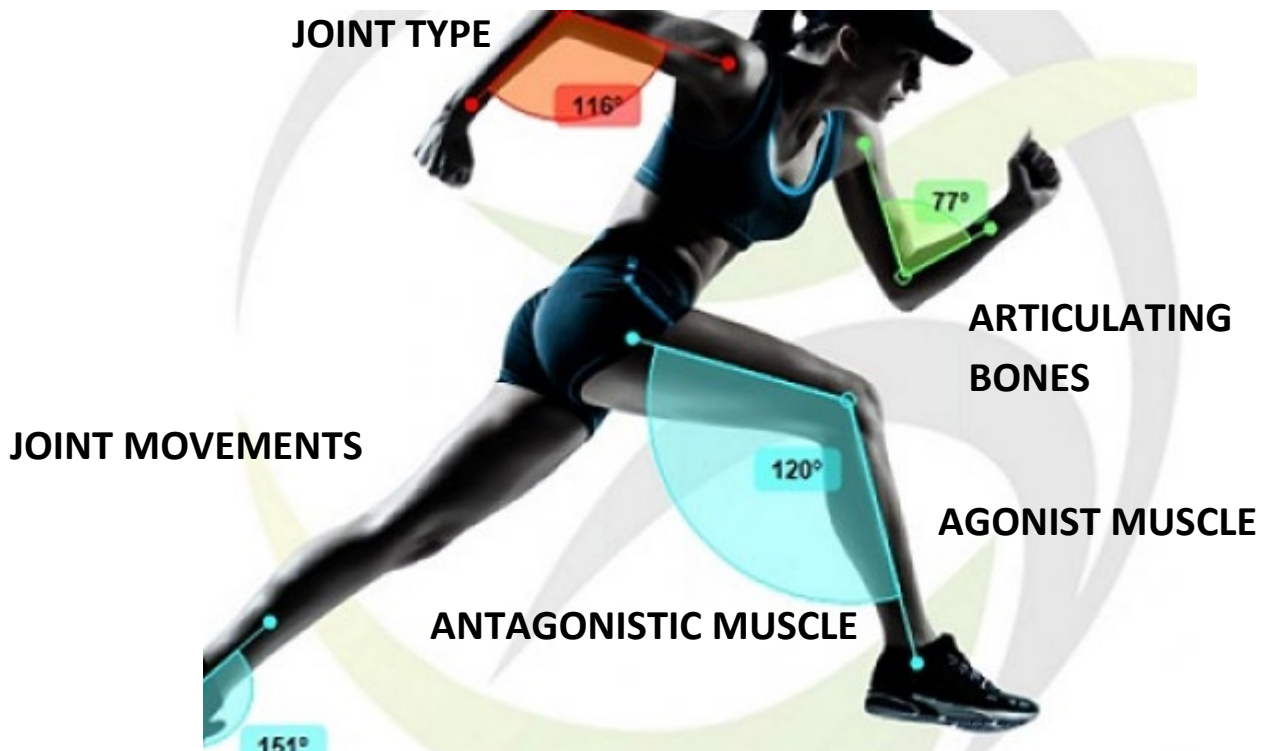 JOINT TYPE
116°
77°
ARTICULATING
BONES
JOINT MOVEMENTS
120°
AGONIST MUSCLE
ANTAGONISTIC MUSCLE
151°